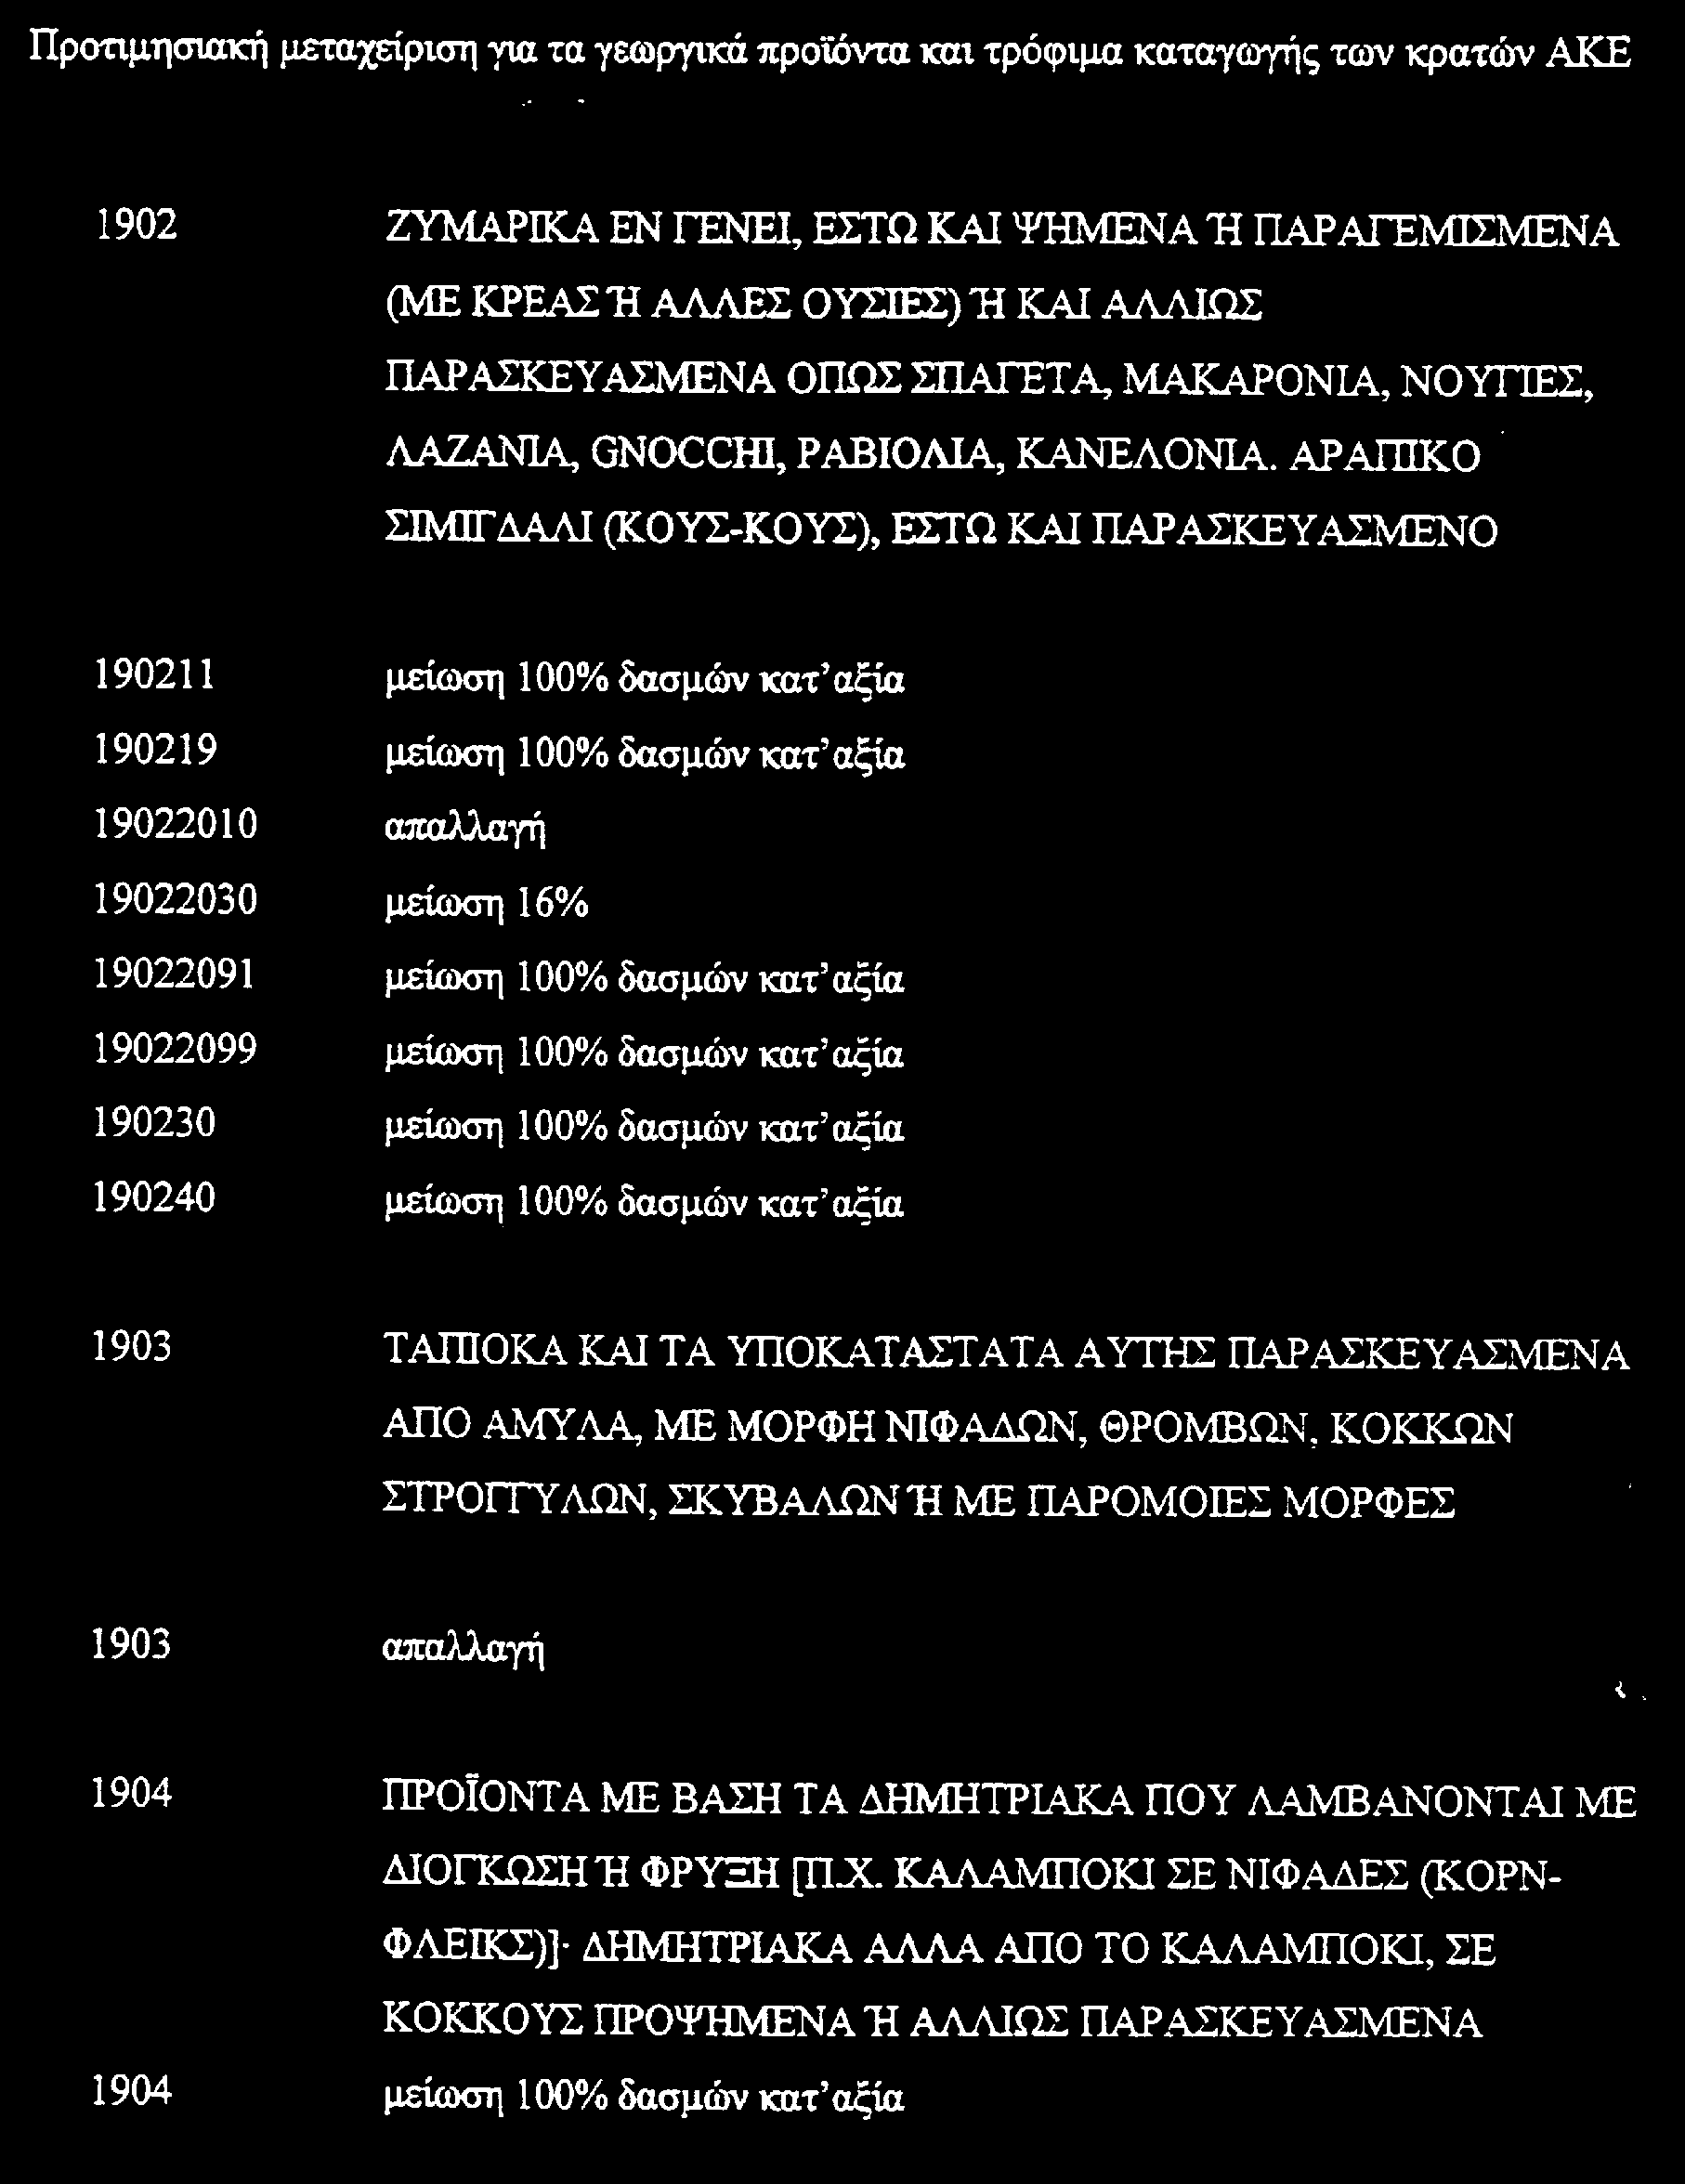 Προτιμησιακή μεταχείριση για τα γεωργικά προϊόντα και τρόφιμα καταγωγής των κρατών ΑΚΕ
1902 ΖΥΜΑΡΙΚΑ ΕΝ ΓΕΝΕΙ, ΕΣΤΩ ΚΑΙ ΨΗΜΕΝΑ Ή ΠΑΡΑΓΕΜΙΣΜΕΝΑ
(ΜΕ ΚΡΕΑΣ Ή ΑΛΛΕΣ ΟΥΣΙΕΣ) Ή ΚΑΙ ΑΛΛΙΩΣ
ΠΑΡΑΣΚΕΥΑΣΜΕΝΑ ΟΠΩΣ ΣΠΑΓΕΤΑ, ΜΑΚΑΡΟΝΙΑ, ΝΟΥΓΙΕΣ,
ΛΑΖΑΝΙΑ, GNOCCHI, ΡΑΒΙΟΛΙΑ, ΚΑΝΕΛΟΝΙΑ. ΑΡΑΠΙΚΟ
ΣΙΜΙΓΔΑΛΙ (ΚΟΥΣ-ΚΟΥΣ), ΕΣΤΩ ΚΑΙ ΠΑΡΑΣΚΕΥΑΣΜΕΝΟ
190211 μείωση 100% δασμών κατ’αξία
190219 μείωση 100% δασμών κατ’αξία
19022010 απαλλαγή
19022030 μείωση 16%
19022091 μείωση 100% δασμών κατ’αξία
19022099 μείωση 100% δασμών κατ’αξία
190230 μείωση 100% δασμών κατ’αξία
190240 μείωση 100% δασμών κατ’αξία
1903 ΤΑΠΙΟΚΑ ΚΑΙ ΤΑ ΥΠΟΚΑΤΑΣΤΑΤΑ ΑΥΤΗΣ ΠΑΡΑΣΚΕΥΑΣΜΕΝΑ
ΑΠΟ ΑΜΥΛΑ, ΜΕ ΜΟΡΦΗ ΝΙΦΑΔΩΝ, ΘΡΟΜΒΩΝ, ΚΟΚΚΩΝ
ΣΤΡΟΓΓΥΛΩΝ, ΣΚΥΒΑΛΩΝ Ή ΜΕ ΠΑΡΟΜΟΙΕΣ ΜΟΡΦΕΣ
1903 απαλλαγή
1904 ΠΡΟΪΟΝΤΑ ΜΕ ΒΑΣΗ ΤΑ ΔΗΜΗΤΡΙΑΚΑ ΠΟΥ ΛΑΜΒΑΝΟΝΤΑΙ ΜΕ
ΔΙΟΓΚΩΣΗ Ή ΦΡΥΞΗ [Π.Χ. ΚΑΛΑΜΠΟΚΙ ΣΕ ΝΙΦΑΔΕΣ (ΚΟΡΝ-
ΦΛΕΙΚΣ)]· ΔΗΜΗΤΡΙΑΚΑ ΑΛΛΑ ΑΠΟ ΤΟ ΚΑΛΑΜΠΟΚΙ, ΣΕ
ΚΟΚΚΟΥΣ ΠΡΟΨΗΜΕΝΑ Ή ΑΛΛΙΩΣ ΠΑΡΑΣΚΕΥΑΣΜΕΝΑ
1904 μείωση 100% δασμών κατ’αξία